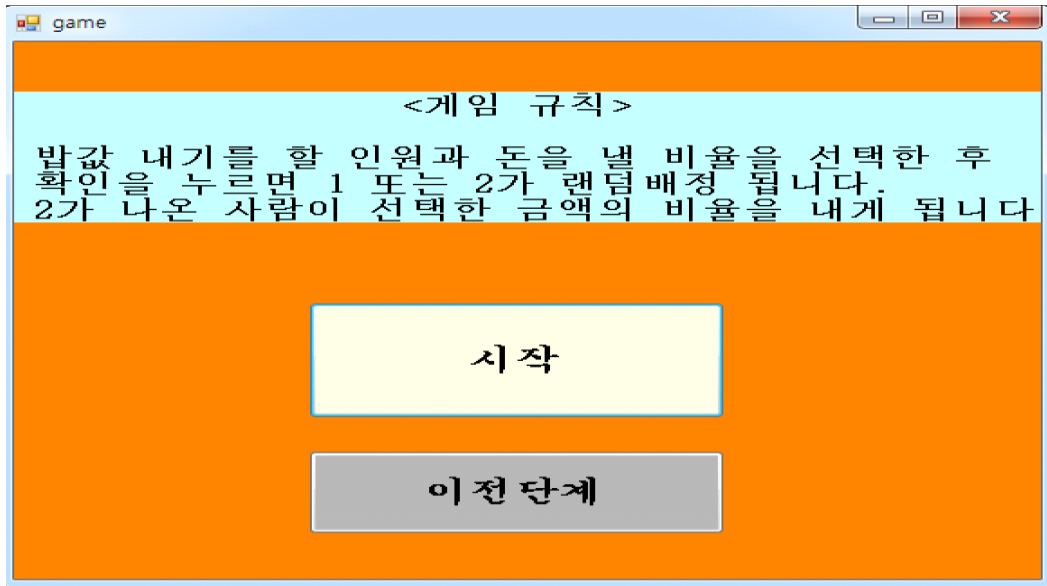 game
<게임 규칙>
밥값 내기를 할 인원과 돈을 낼 비율을 선택한 후
확인을 누르면 1 또는 2가 랜덤배정 됩니다.
2가 나온 사람이 선택한 금액의 비율을 내게 됩니다
시작
이전단계